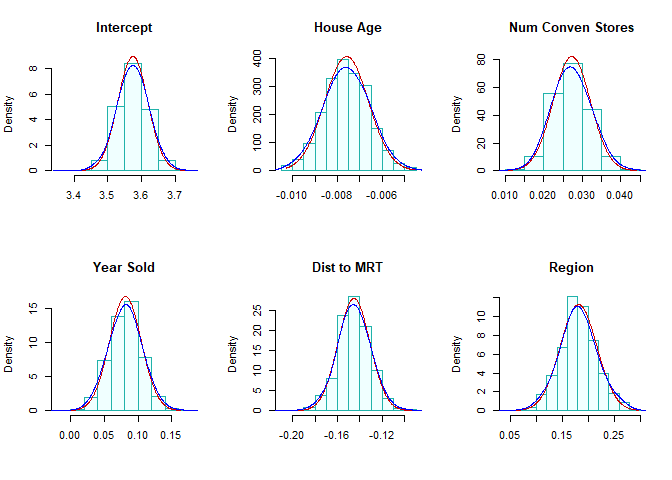 Intercept
Density
0 2 4 6 8
3.4 3.5 3.6 3.7
House Age
Density
0 100 200 300 400
-0.010 -0.008 -0.006
Num Conven Stores
Density
0 20 40 60 80
0.010 0.020 0.030 0.040
Year Sold
Density
0 5 10 15
0.00 0.05 0.10 0.15
Dist to MRT
Density
0 5 10 15 20 25
-0.20 -0.16 -0.12
Region
Density
0 2 4 6 8 10
0.05 0.15 0.25